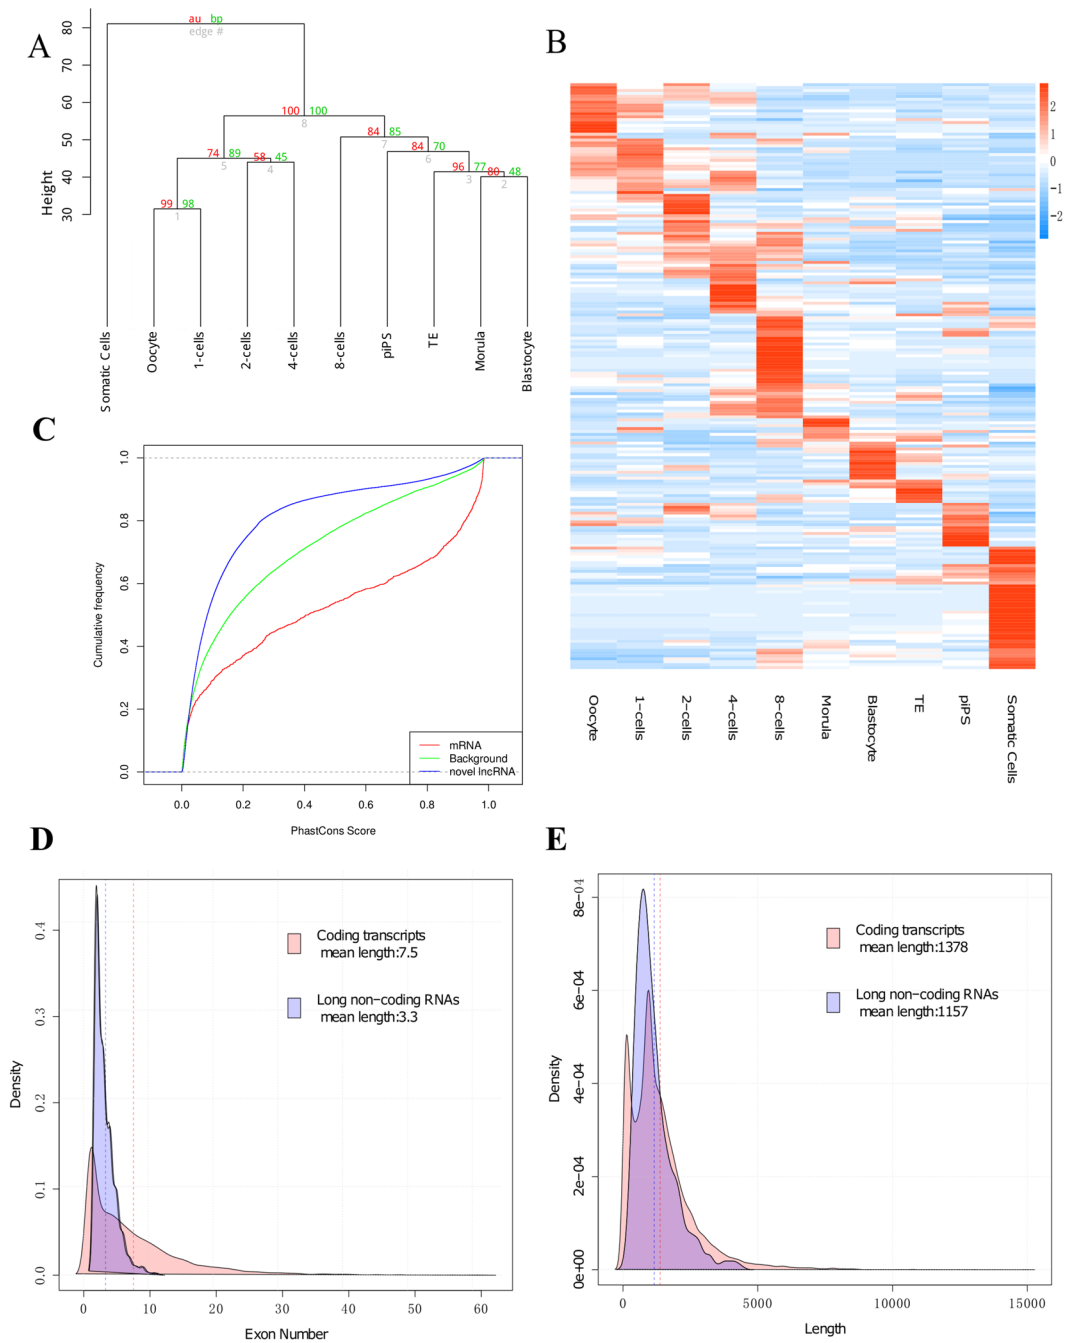 A
au bp
edge #
Height
80
70
60
50
40
30
100 100
8
84 85
7
84 70
6
74 89
5
58 45
4
96 77
3
80 48
2
99 98
1
Somatic Cells
Oocyte
1-cells
2-cells
4-cells
8-cells
piPS
TE
Morula
Blastocyte
B
2
1
0
−1
−2
Oocyte
1−cells
2−cells
4−cells
8−cells
Morula
Blastocyte
TE
piPS
Somatic Cells
C
Cumulative frequency
1.0
0.8
0.6
0.4
0.2
0.0
mRNA
Background
novel lncRNA
0.0 0.2 0.4 0.6 0.8 1.0
PhastCons Score
D
Density
0.4
0.3
0.2
0.1
0.0
Coding transcripts
mean length:7.5
Long non−coding RNAs
mean length:3.3
0 10 20 30 40 50 60
Exon Number
E
Density
8e−04
6e−04
4e−04
2e−04
0e+00
Coding transcripts
mean length:1378
Long non−coding RNAs
mean length:1157
0 5000 10000 15000
Length